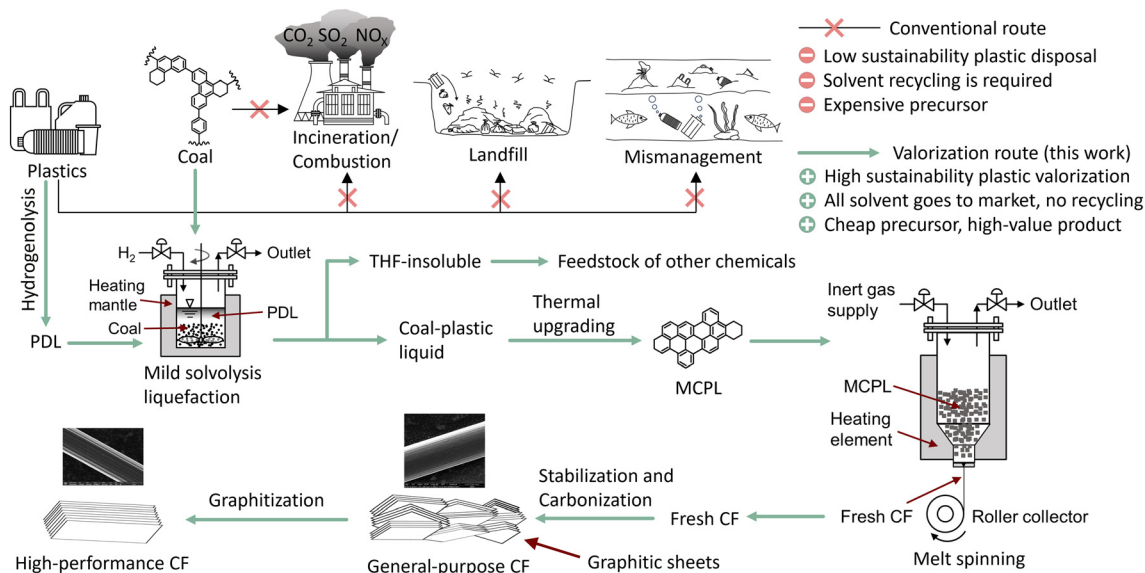 CO2 SO2 NOX
Conventional route
Low sustainability plastic disposal
Solvent recycling is required
Expensive precursor
Plastics
Coal
Incineration/
Combustion
Landfill
Mismanagement
Valorization route (this work)
High sustainability plastic valorization
All solvent goes to market, no recycling
Cheap precursor, high-value product
Hydrogenolysis
PDL
H2
Outlet
Heating
mantle
Coal
PDL
Mild solvolysis
liquefaction
THF-insoluble
Feedstock of other chemicals
Coal-plastic
liquid
Thermal
upgrading
MCPL
Inert gas
supply
Outlet
MCPL
Heating
element
Fresh CF
Roller collector
Melt spinning
Fresh CF
Stabilization and
Carbonization
Graphitic sheets
General-purpose CF
Graphitization
High-performance CF